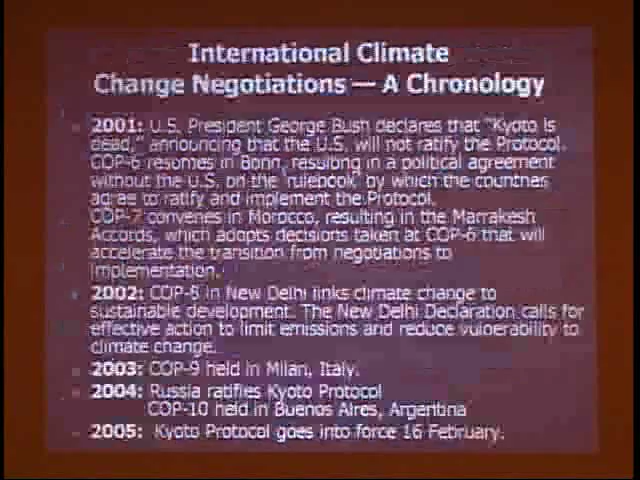 International Climate
Change Negotiations — A Chronology
2001: U.S. President George Bush declares that "Kyoto is
dead," announcing that the U.S. will not ratify the Protocol.
COP-6 resumes in Bonn, resulting in a political agreement
without the U.S. on the "rulebook" by which the countries
agree to ratify and implement the Protocol.
COP-7 convenes in Morocco, resulting in the Marrakesh
Accords, which adopts decisions taken at COP-6 that will
accelerate the transition from negotiations to
implementation.
2002: COP-8 in New Delhi links climate change to
sustainable development. The New Delhi Declaration calls for
effective action to limit emissions and reduce vulnerability to
climate change.
2003: COP-9 held in Milan, Italy.
2004: Russia ratifies Kyoto Protocol
COP-10 held in Buenos Aires, Argentina
2005: Kyoto Protocol goes into force 16 February.